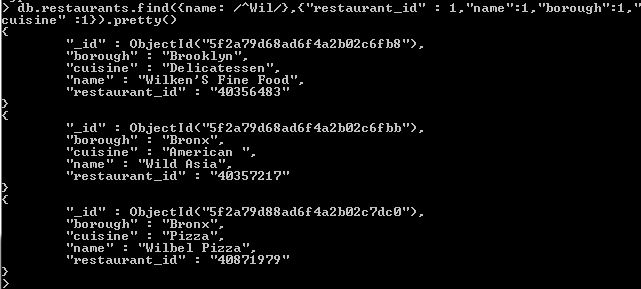 > db.restaurants.find({name: /^Wil/},{"restaurant_id" : 1,"name":1,"borough":1,"
cuisine" :1}).pretty()
{
"_id" : ObjectId("5f2a79d68ad6f4a2b02c6fb8"),
"borough" : "Brooklyn",
"cuisine" : "Delicatessen",
"name" : "Wilken'S Fine Food",
"restaurant_id" : "40356483"
}
{
"_id" : ObjectId("5f2a79d68ad6f4a2b02c6fbb"),
"borough" : "Bronx",
"cuisine" : "American ",
"name" : "Wild Asia",
"restaurant_id" : "40357217"
}
{
"_id" : ObjectId("5f2a79d88ad6f4a2b02c7dc0"),
"borough" : "Bronx",
"cuisine" : "Pizza",
"name" : "Wilbel Pizza",
"restaurant_id" : "40871979"
}
>